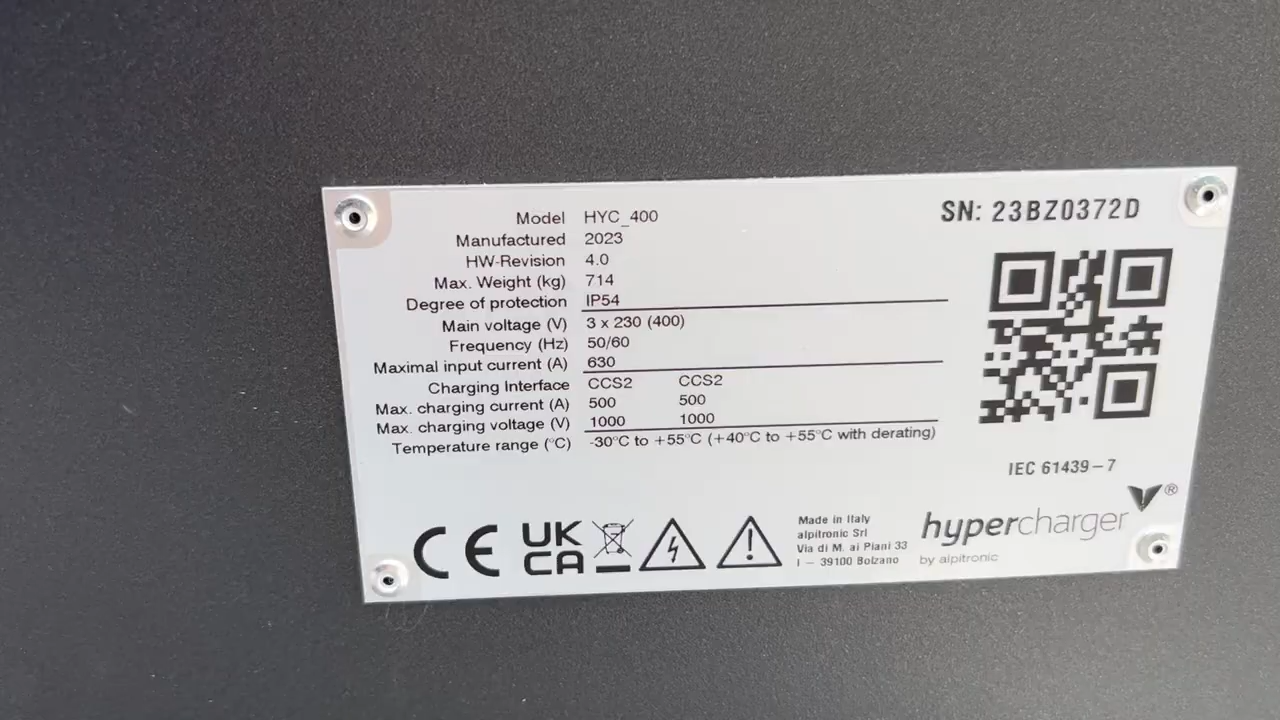 Model HYC_400
Manufactured 2023
HW-Revision 4.0
Max. Weight (kg) 714
Degree of protection IP54
Main voltage (V) 3 x 230 (400)
Frequency (Hz) 50/60
Maximal input current (A) 630
Charging Interface CCS2 CCS2
Max. charging current (A) 500 500
Max. charging voltage (V) 1000 1000
Temperature range (°C) -30°C to +55°C (+40°C to +55°C with derating)
SN: 23BZ0372D
IEC 61439-7
CE
UK
CA
Made in Italy
alpitronic Srl
Via di M. ai Piani 33
I - 39100 Bolzano
hypercharger ®
by alpitronic